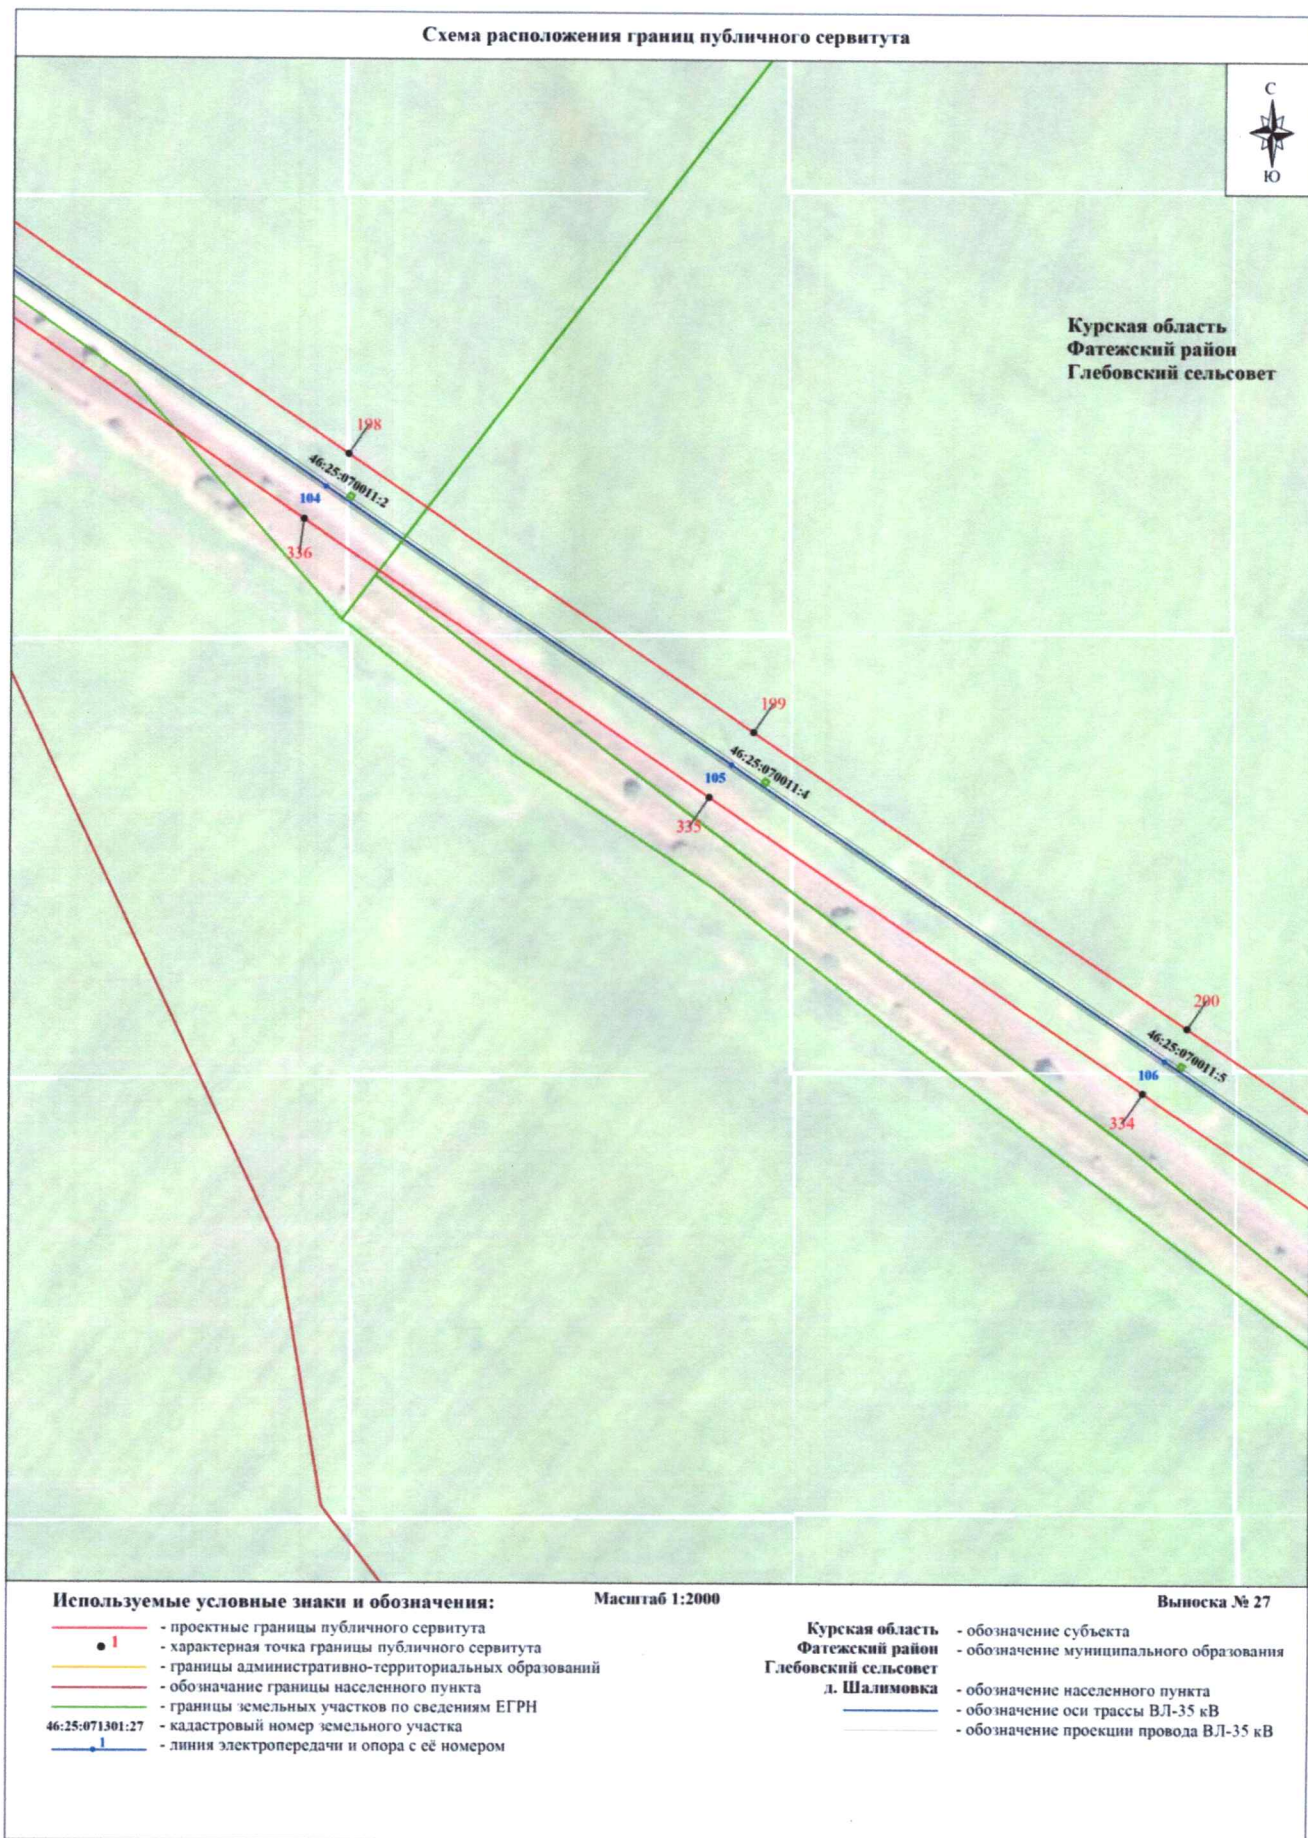 Схема расположения границ публичного сервитута
С
Ю
Курская область
Фатежский район
Глебовский сельсовет
198
46:25:070011:2
104
336
199
46:25:070011:4
105
335
200
46:25:070011:5
106
334
Используемые условные знаки и обозначения:
Масштаб 1:2000
Выноска № 27
- проектные границы публичного сервитута
1 - характерная точка границы публичного сервитута
- границы административно-территориальных образований
- обозначание границы населенного пункта
- границы земельных участков по сведениям ЕГРН
46:25:071301:27 - кадастровый номер земельного участка
1 - линия электропередачи и опора с её номером
Курская область - обозначение субъекта
Фатежский район - обозначение муниципального образования
Глебовский сельсовет
д. Шалимовка - обозначение населенного пункта
- обозначение оси трассы ВЛ-35 кВ
- обозначение проекции провода ВЛ-35 кВ